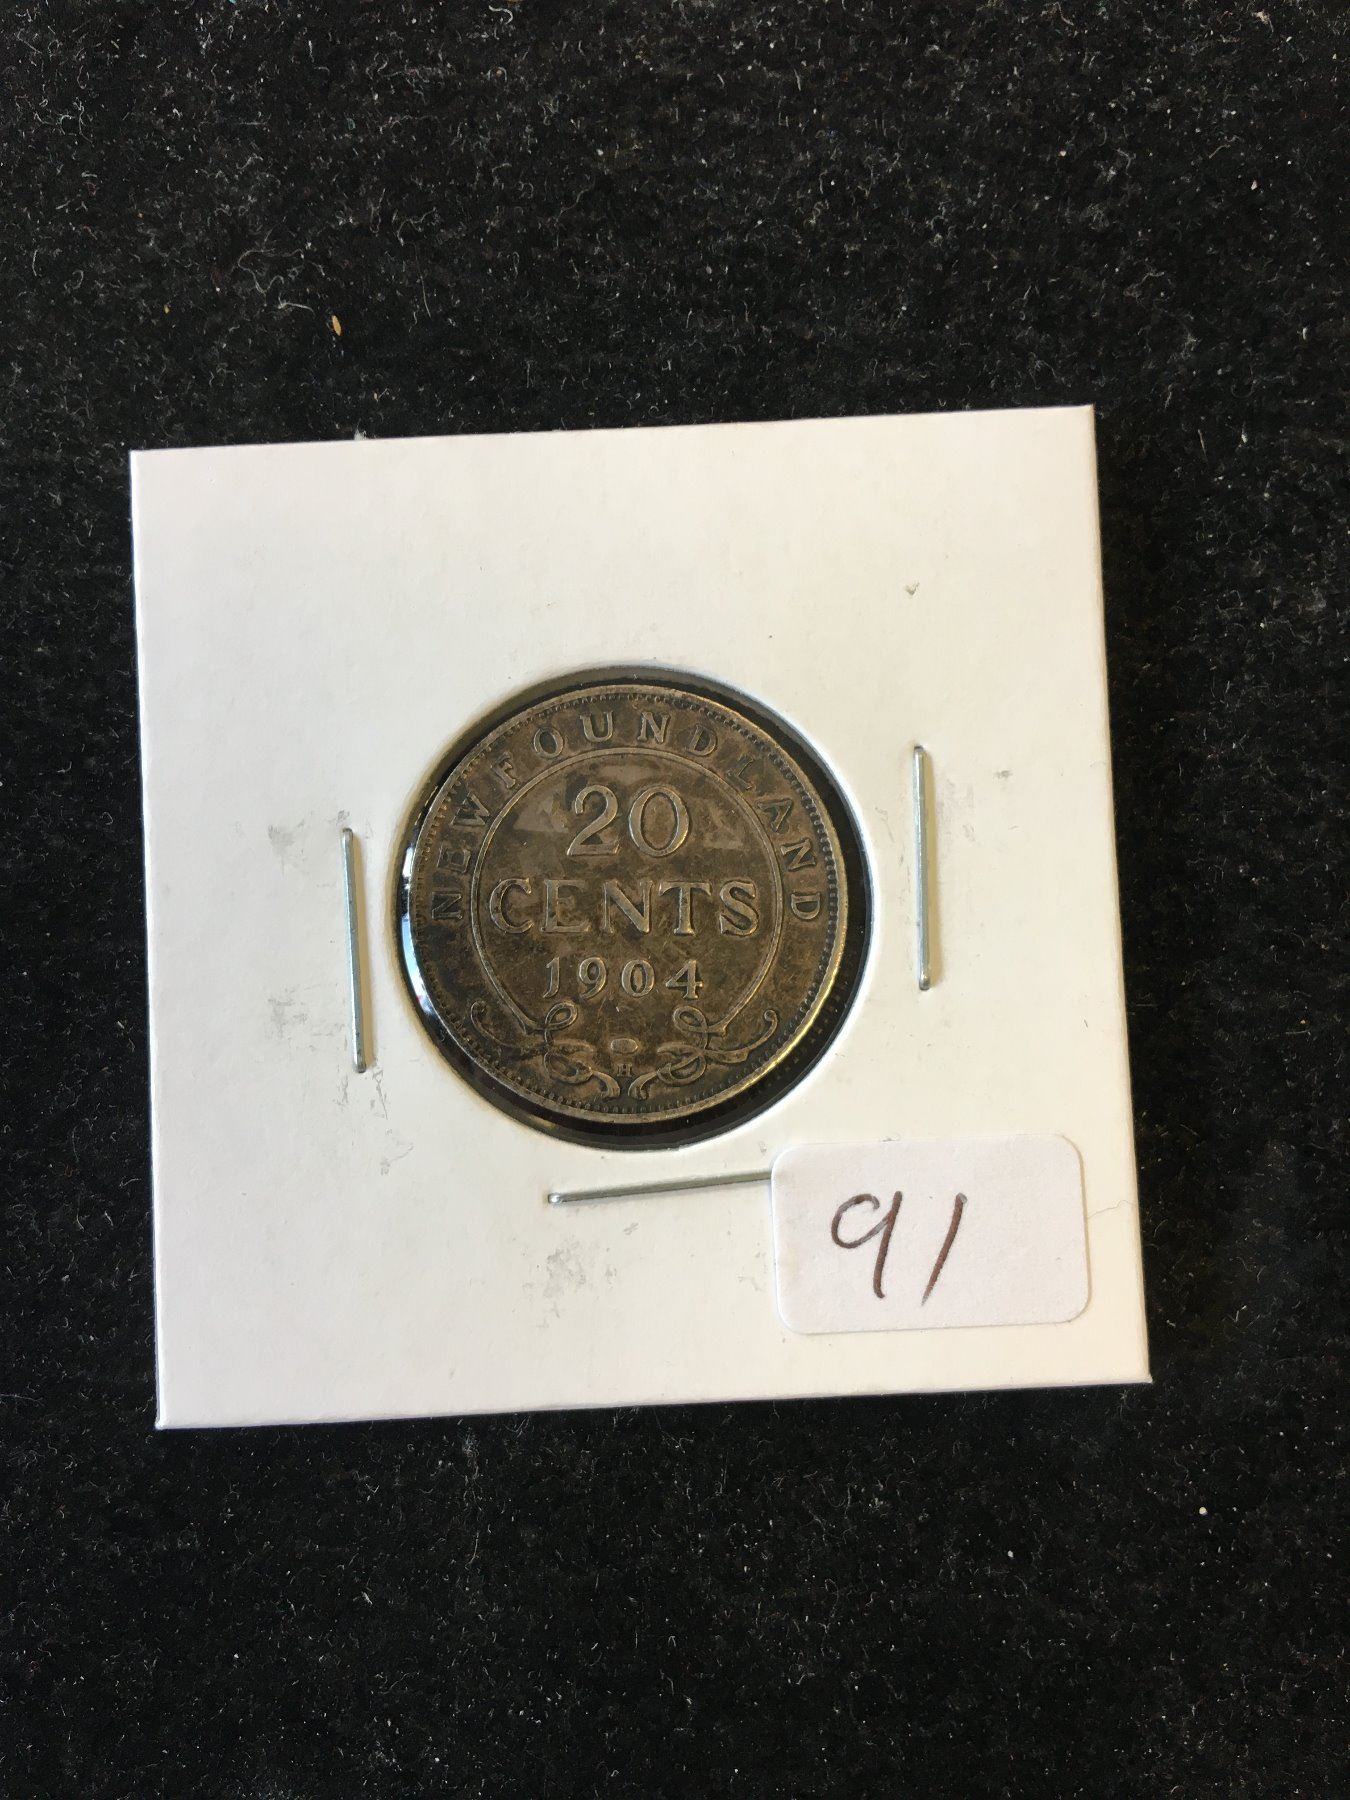 NEWFOUNDLAND
20
CENTS
1904
H
91